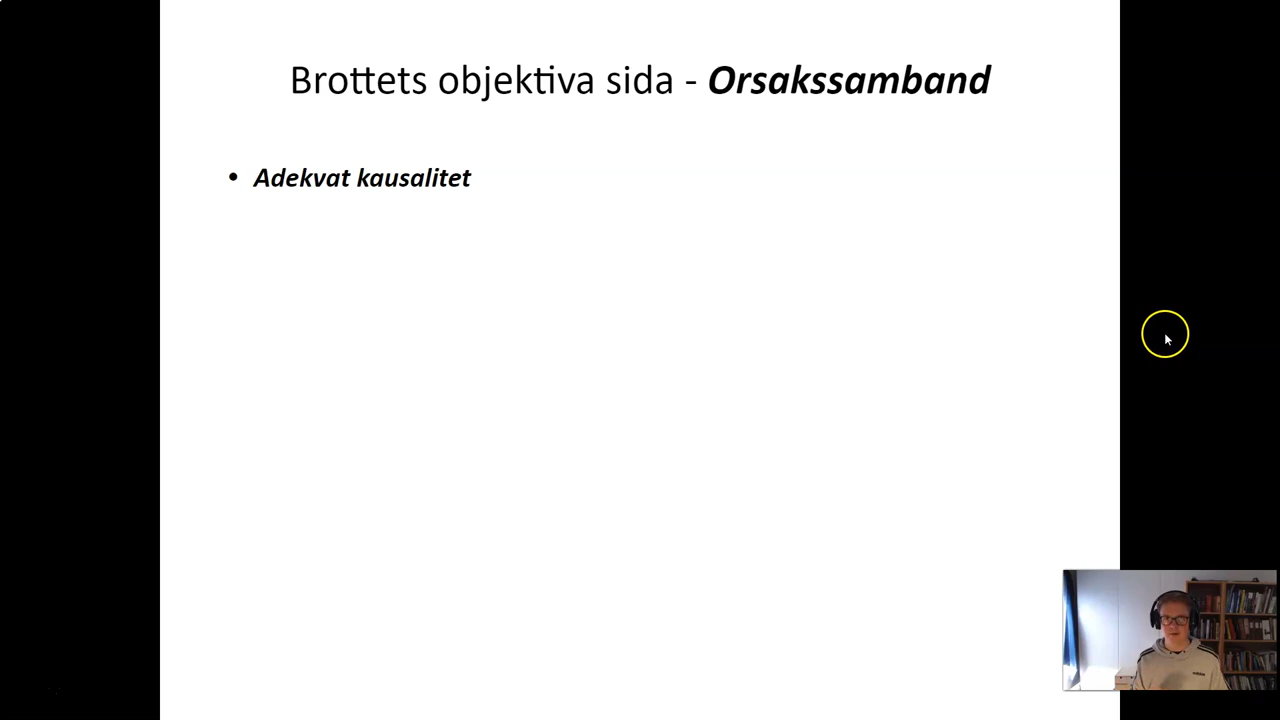 Brottets objektiva sida - Orsakssamband
• Adekvat kausalitet